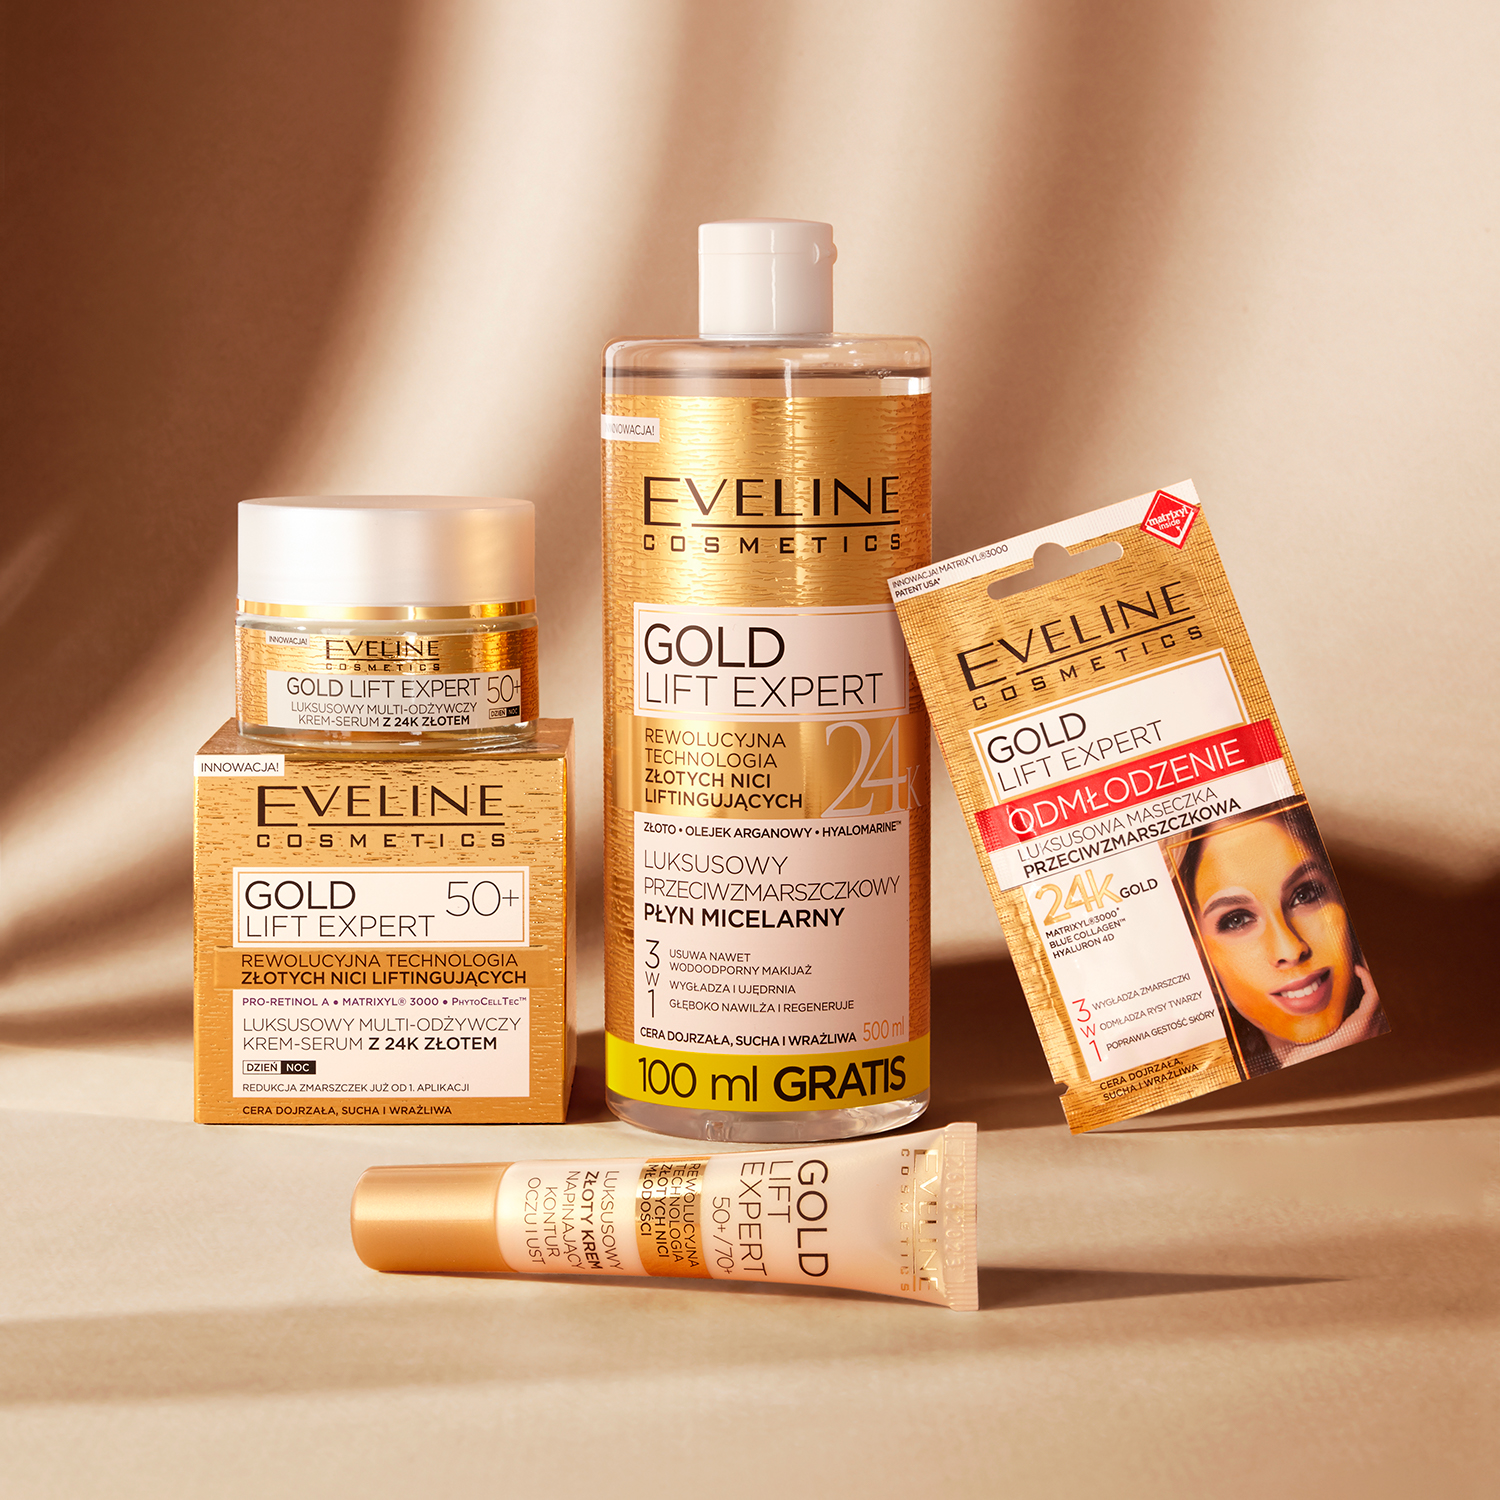 INNOWACJA!
EVELINE
COSMETICS
GOLD LIFT EXPERT 50+
LUKSUSOWY MULTI-ODŻYWCZY
KREM-SERUM Z 24K ZŁOTEM
DZIEŃ NOC
INNOWACJA!
EVELINE
COSMETICS
GOLD
LIFT EXPERT
50+
REWOLUCYJNA TECHNOLOGIA
ZŁOTYCH NICI LIFTINGUJĄCYCH
PRO-RETINOL A • MATRIXYL® 3000 • PHYTOCELLTEC™
LUKSUSOWY MULTI-ODŻYWCZY
KREM-SERUM Z 24K ZŁOTEM
DZIEŃ NOC
REDUKCJA ZMARSZCZEK JUŻ OD 1. APLIKACJI
CERA DOJRZAŁA, SUCHA I WRAŻLIWA
INNOWACJA!
EVELINE
COSMETICS
GOLD
LIFT EXPERT
REWOLUCYJNA
TECHNOLOGIA
ZŁOTYCH NICI
LIFTINGUJĄCYCH
24K
ZŁOTO • OLEJEK ARGANOWY • HYALOMARINE™
LUKSUSOWY
PRZECIWZMARSZCZKOWY
PŁYN MICELARNY
3
W
1
USUWA NAWET
WODOODPORNY MAKIJAŻ
WYGŁADZA I UJĘDRNIA
GŁĘBOKO NAWILŻA I REGENERUJE
CERA DOJRZAŁA, SUCHA I WRAŻLIWA 500 ml
100 ml GRATIS
INNOWACJA! MATRIXYL®3000
PATENT USA*
matrixyl
inside
EVELINE
COSMETICS
GOLD
LIFT EXPERT
ODMŁODZENIE
LUKSUSOWA MASECZKA
PRZECIWZMARSZCZKOWA
24K GOLD
MATRIXYL®3000*
BLUE COLLAGEN™
HYALURON 4D
3
W
1
WYGŁADZA ZMARSZCZKI
ODMŁADZA RYSY TWARZY
POPRAWIA GĘSTOŚĆ SKÓRY
CERA DOJRZAŁA,
SUCHA I WRAŻLIWA
EVELINE
COSMETICS
GOLD
LIFT
EXPERT
50+/70+
REWOLUCYJNA
TECHNOLOGIA
ZŁOTYCH NICI
MŁODOŚCI
LUKSUSOWY
ZŁOTY KREM
NAPINAJĄCY
KONTUR
OCZU I UST